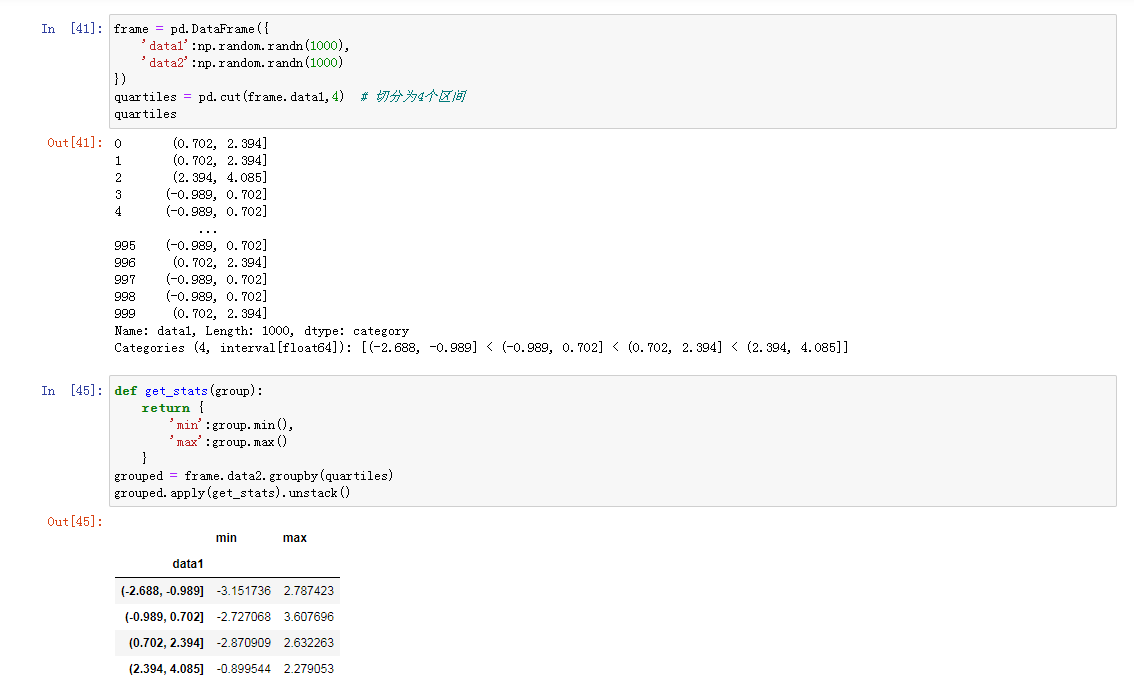 In [41]: frame = pd.DataFrame({
    'data1':np.random.randn(1000),
    'data2':np.random.randn(1000)
})
quartiles = pd.cut(frame.data1,4)  # 切分为4个区间
quartiles
Out[41]: 0       (0.702, 2.394]
1       (0.702, 2.394]
2       (2.394, 4.085]
3      (-0.989, 0.702]
4      (-0.989, 0.702]
...
995    (-0.989, 0.702]
996     (0.702, 2.394]
997    (-0.989, 0.702]
998    (-0.989, 0.702]
999     (0.702, 2.394]
Name: data1, Length: 1000, dtype: category
Categories (4, interval[float64]): [(-2.688, -0.989] < (-0.989, 0.702] < (0.702, 2.394] < (2.394, 4.085]]
In [45]: def get_stats(group):
    return {
        'min':group.min(),
        'max':group.max()
    }
grouped = frame.data2.groupby(quartiles)
grouped.apply(get_stats).unstack()
Out[45]:
min max
data1
(-2.688, -0.989] -3.151736 2.787423
(-0.989, 0.702] -2.727068 3.607696
(0.702, 2.394] -2.870909 2.632263
(2.394, 4.085] -0.899544 2.279053